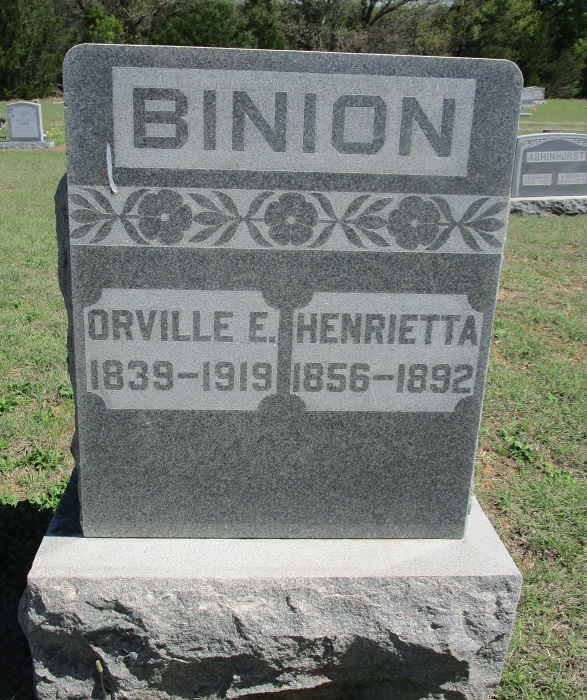 BINION
ORVILLE E.
1839-1919
HENRIETTA
1856-1892
ASHINHURST